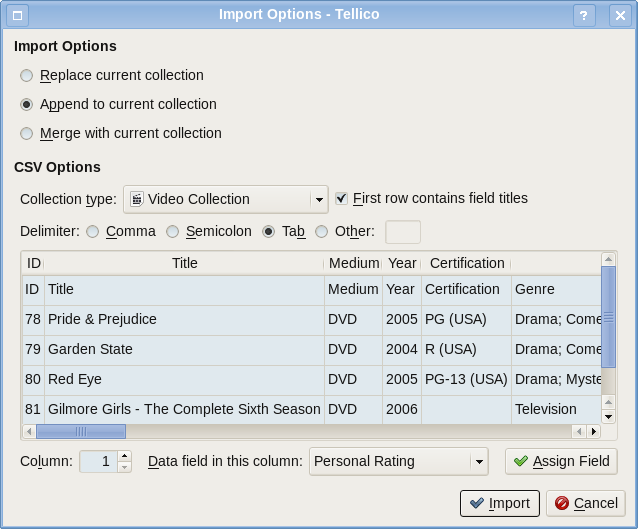 Import Options - Tellico
Import Options
Replace current collection
Append to current collection
Merge with current collection
CSV Options
Collection type: Video Collection First row contains field titles
Delimiter: Comma Semicolon Tab Other:
ID Title Medium Year Certification
ID Title Medium Year Certification Genre
78 Pride & Prejudice DVD 2005 PG (USA) Drama; Come
79 Garden State DVD 2004 R (USA) Drama; Come
80 Red Eye DVD 2005 PG-13 (USA) Drama; Myste
81 Gilmore Girls - The Complete Sixth Season DVD 2006 Television
Column: 1 Data field in this column: Personal Rating Assign Field
Import Cancel